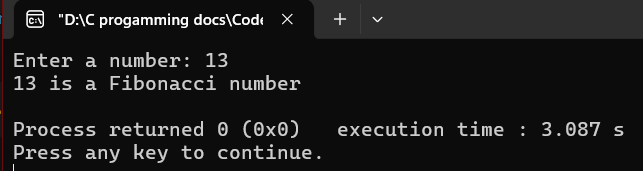 "D:\C progamming docs\Code
Enter a number: 13
13 is a Fibonacci number
Process returned 0 (0x0)   execution time : 3.087 s
Press any key to continue.